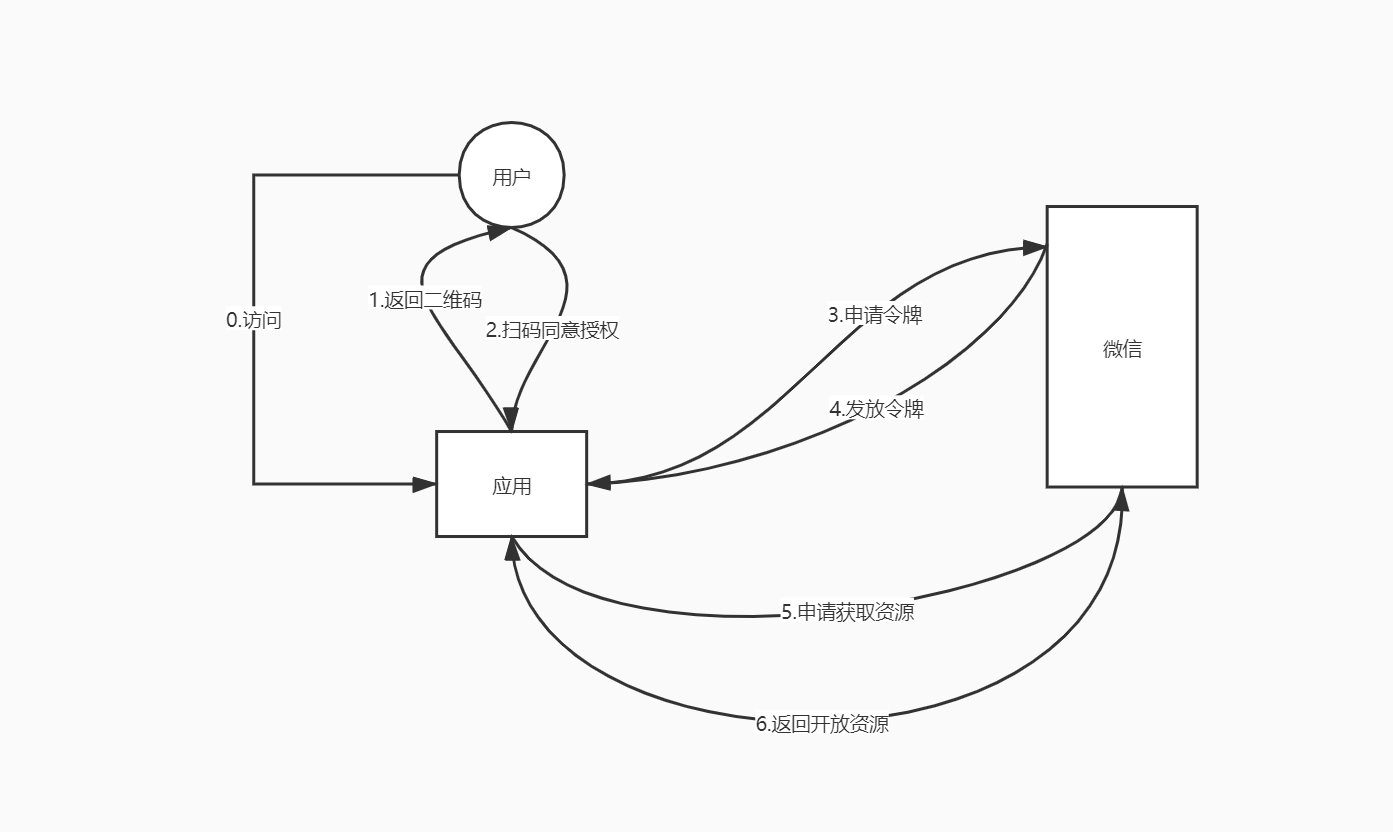 用户
0.访问
1.返回二维码
2.扫码同意授权
3.申请令牌
微信
4.发放令牌
应用
5.申请获取资源
6.返回开放资源